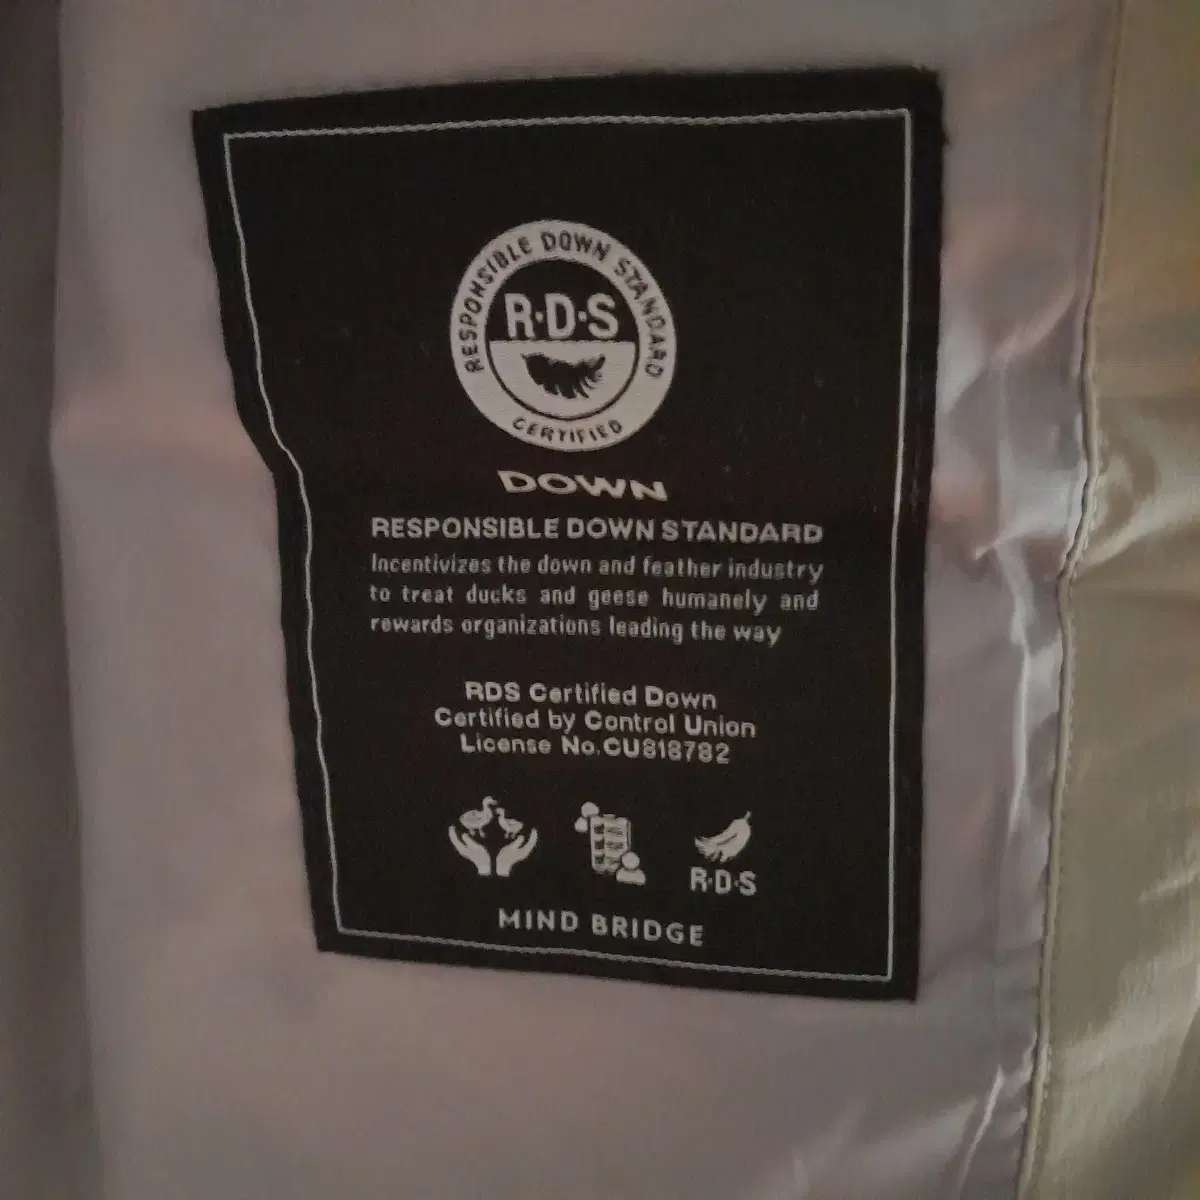 RESPONSIBLE DOWN STANDARD
R·D·S
CERTIFIED
DOWN
RESPONSIBLE DOWN STANDARD
Incentivizes the down and feather industry
to treat ducks and geese humanely and
rewards organizations leading the way
RDS Certified Down
Certified by Control Union
License No.CU818782
R·D·S
MIND BRIDGE